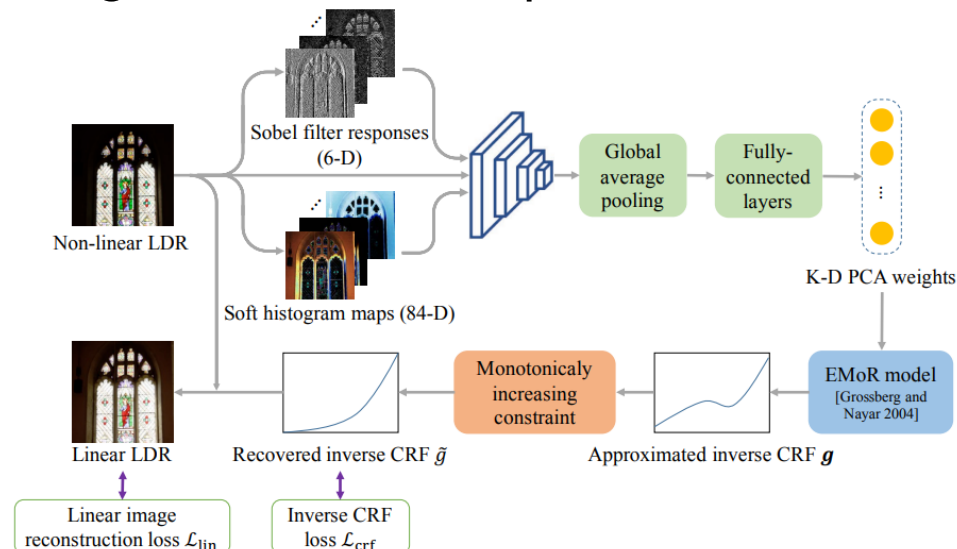 Sobel filter responses
(6-D)
Non-linear LDR
Soft histogram maps (84-D)
Global
average
pooling
Fully-
connected
layers
K-D PCA weights
EMoR model
[Grossberg and
Nayar 2004]
Approximated inverse CRF g
Monotonicaly
increasing
constraint
Recovered inverse CRF g̃
Linear LDR
Linear image
reconstruction loss ℒlin
Inverse CRF
loss ℒcrf